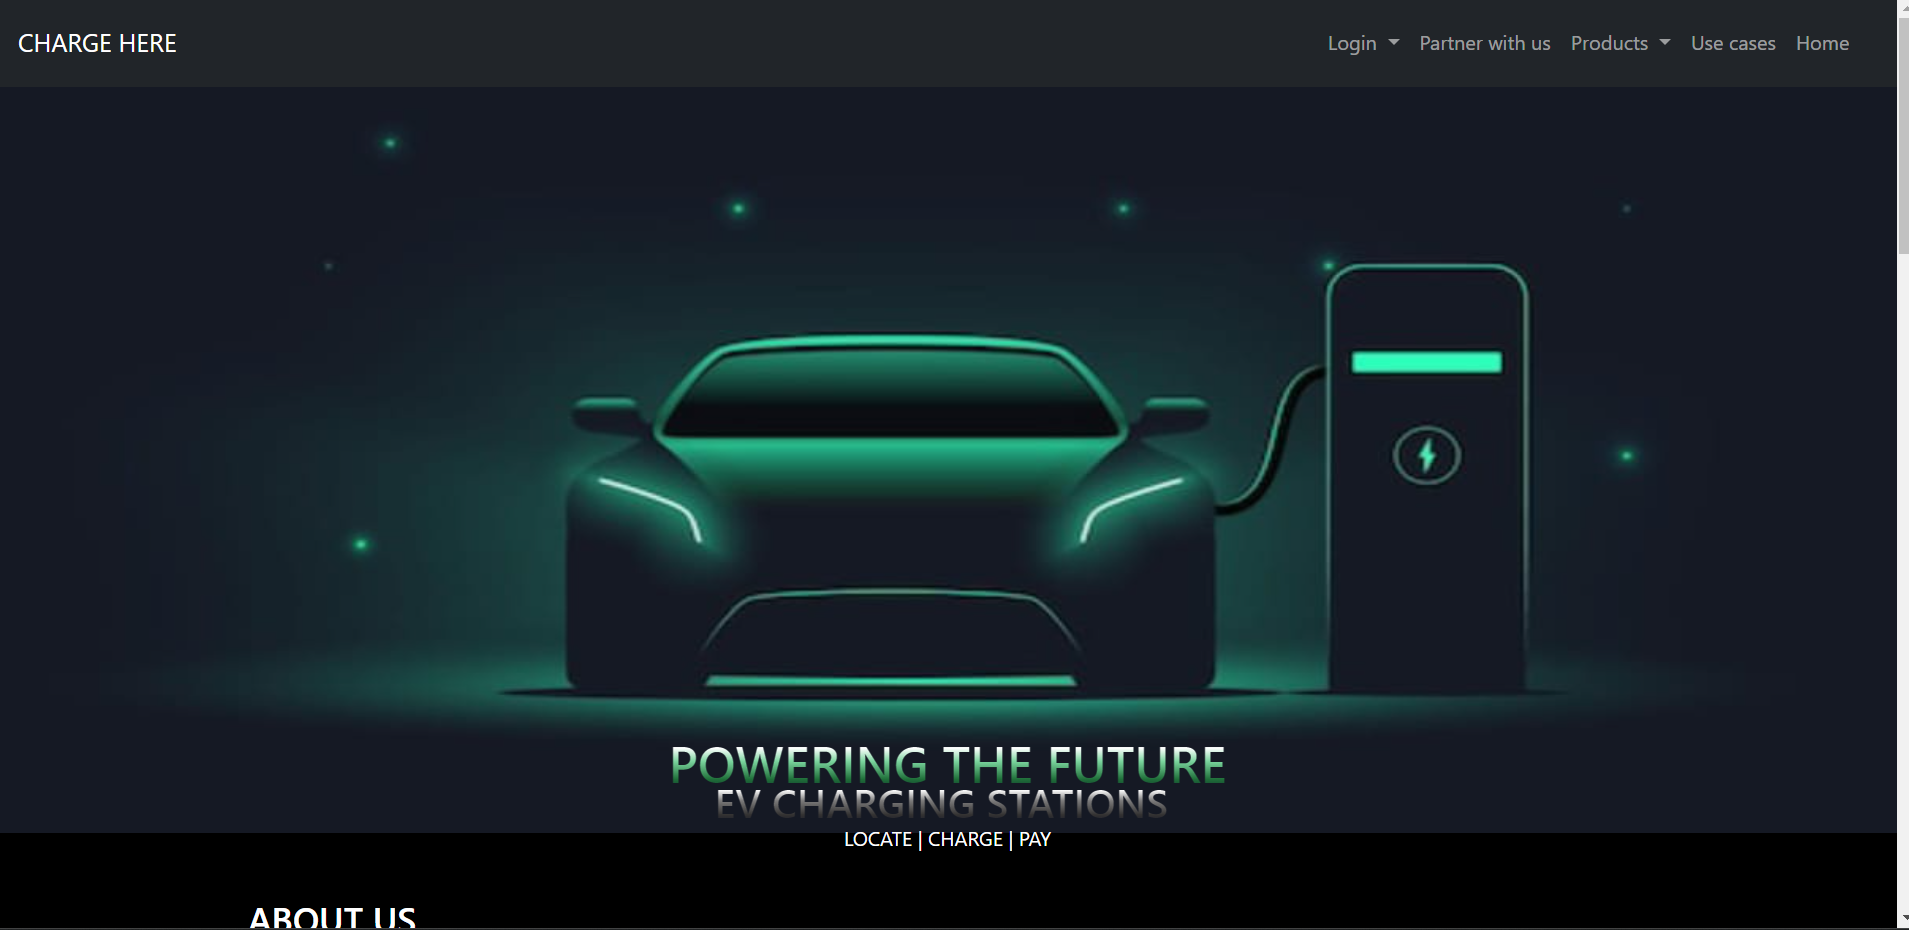 CHARGE HERE
Login Partner with us Products Use cases Home
POWERING THE FUTURE
EV CHARGING STATIONS
LOCATE | CHARGE | PAY
ABOUT US